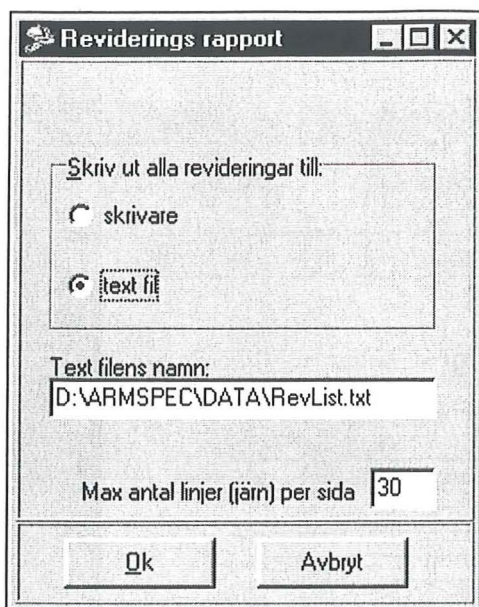 Reviderings rapport
Skriv ut alla revideringar till:
skrivare
text fil
Text filens namn:
D:\ARMSPEC\DATA\RevList.txt
Max antal linjer (järn) per sida 30
Ok Avbryt